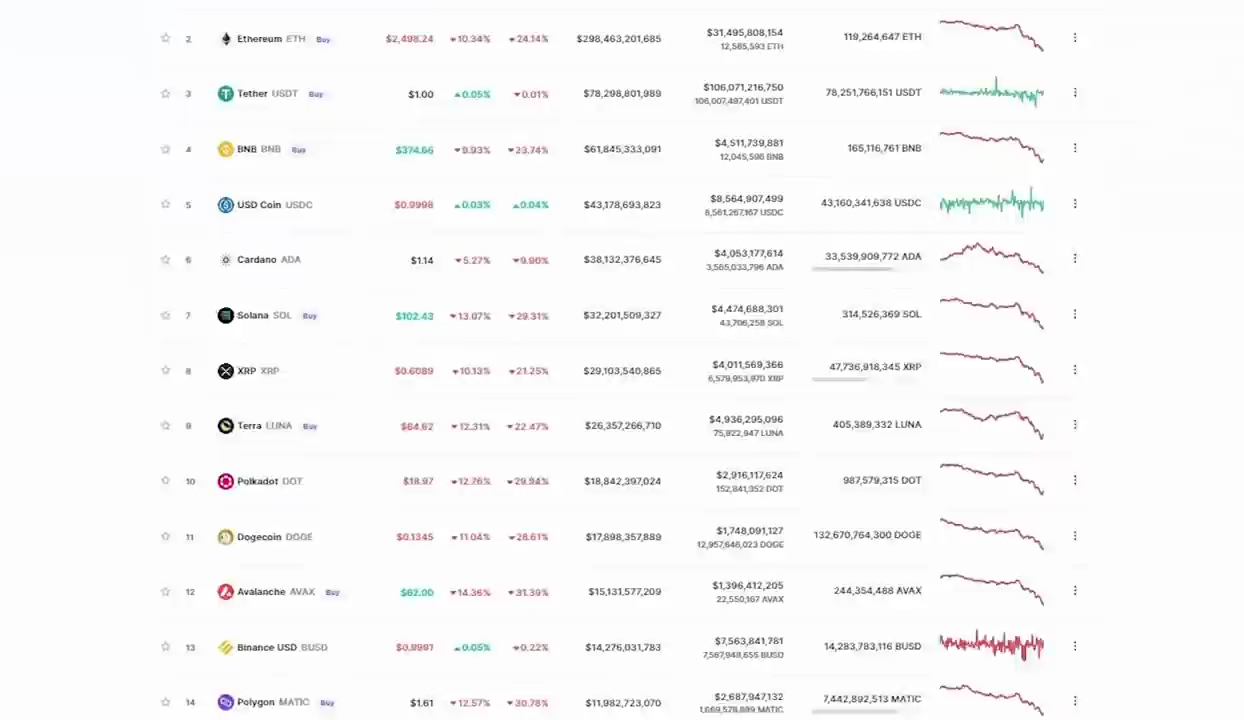 2 Ethereum ETH Buy $2,498.24 10.34% 24.14% $298,463,201,685 $31,495,808,154 119,264,647 ETH
12,585,593 ETH
3 Tether USDT Buy $1.00 0.05% 0.01% $78,298,801,989 $106,071,216,750 78,251,766,151 USDT
106,007,487,401 USDT
4 BNB BNB Buy $374.66 9.93% 23.74% $61,845,333,091 $4,511,739,881 165,116,761 BNB
12,045,596 BNB
5 USD Coin USDC $0.9998 0.03% 0.04% $43,178,693,823 $8,564,907,499 43,160,341,638 USDC
8,561,267,167 USDC
6 Cardano ADA $1.14 5.27% 9.90% $38,132,376,645 $4,053,177,614 33,539,909,772 ADA
3,565,033,796 ADA
7 Solana SOL Buy $102.43 13.07% 29.31% $32,201,509,327 $4,474,688,301 314,526,369 SOL
43,706,258 SOL
8 XRP XRP $0.6089 10.13% 21.25% $29,103,540,865 $4,011,569,366 47,736,918,345 XRP
6,579,953,970 XRP
9 Terra LUNA Buy $64.62 12.31% 22.47% $26,357,266,710 $4,936,295,096 405,389,332 LUNA
75,922,947 LUNA
10 Polkadot DOT $18.97 12.76% 29.94% $18,842,397,024 $2,916,117,624 987,579,315 DOT
152,841,352 DOT
11 Dogecoin DOGE $0.1345 11.04% 28.61% $17,898,357,889 $1,748,091,127 132,670,764,300 DOGE
12,957,646,023 DOGE
12 Avalanche AVAX Buy $62.00 14.36% 31.39% $15,131,577,209 $1,396,412,205 244,354,488 AVAX
22,550,167 AVAX
13 Binance USD BUSD $0.9991 0.05% 0.22% $14,276,031,783 $7,563,841,781 14,283,783,116 BUSD
7,567,948,655 BUSD
14 Polygon MATIC Buy $1.61 12.57% 30.78% $11,982,723,070 $2,687,947,132 7,442,892,513 MATIC
1,669,578,889 MATIC